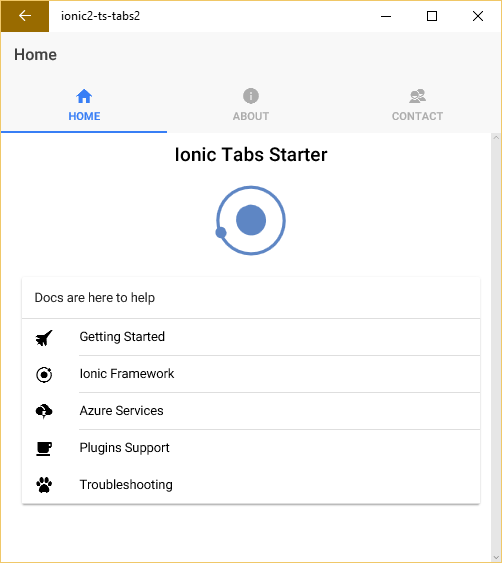 ionic2-ts-tabs2
Home
HOME
ABOUT
CONTACT
Ionic Tabs Starter
Docs are here to help
Getting Started
Ionic Framework
Azure Services
Plugins Support
Troubleshooting